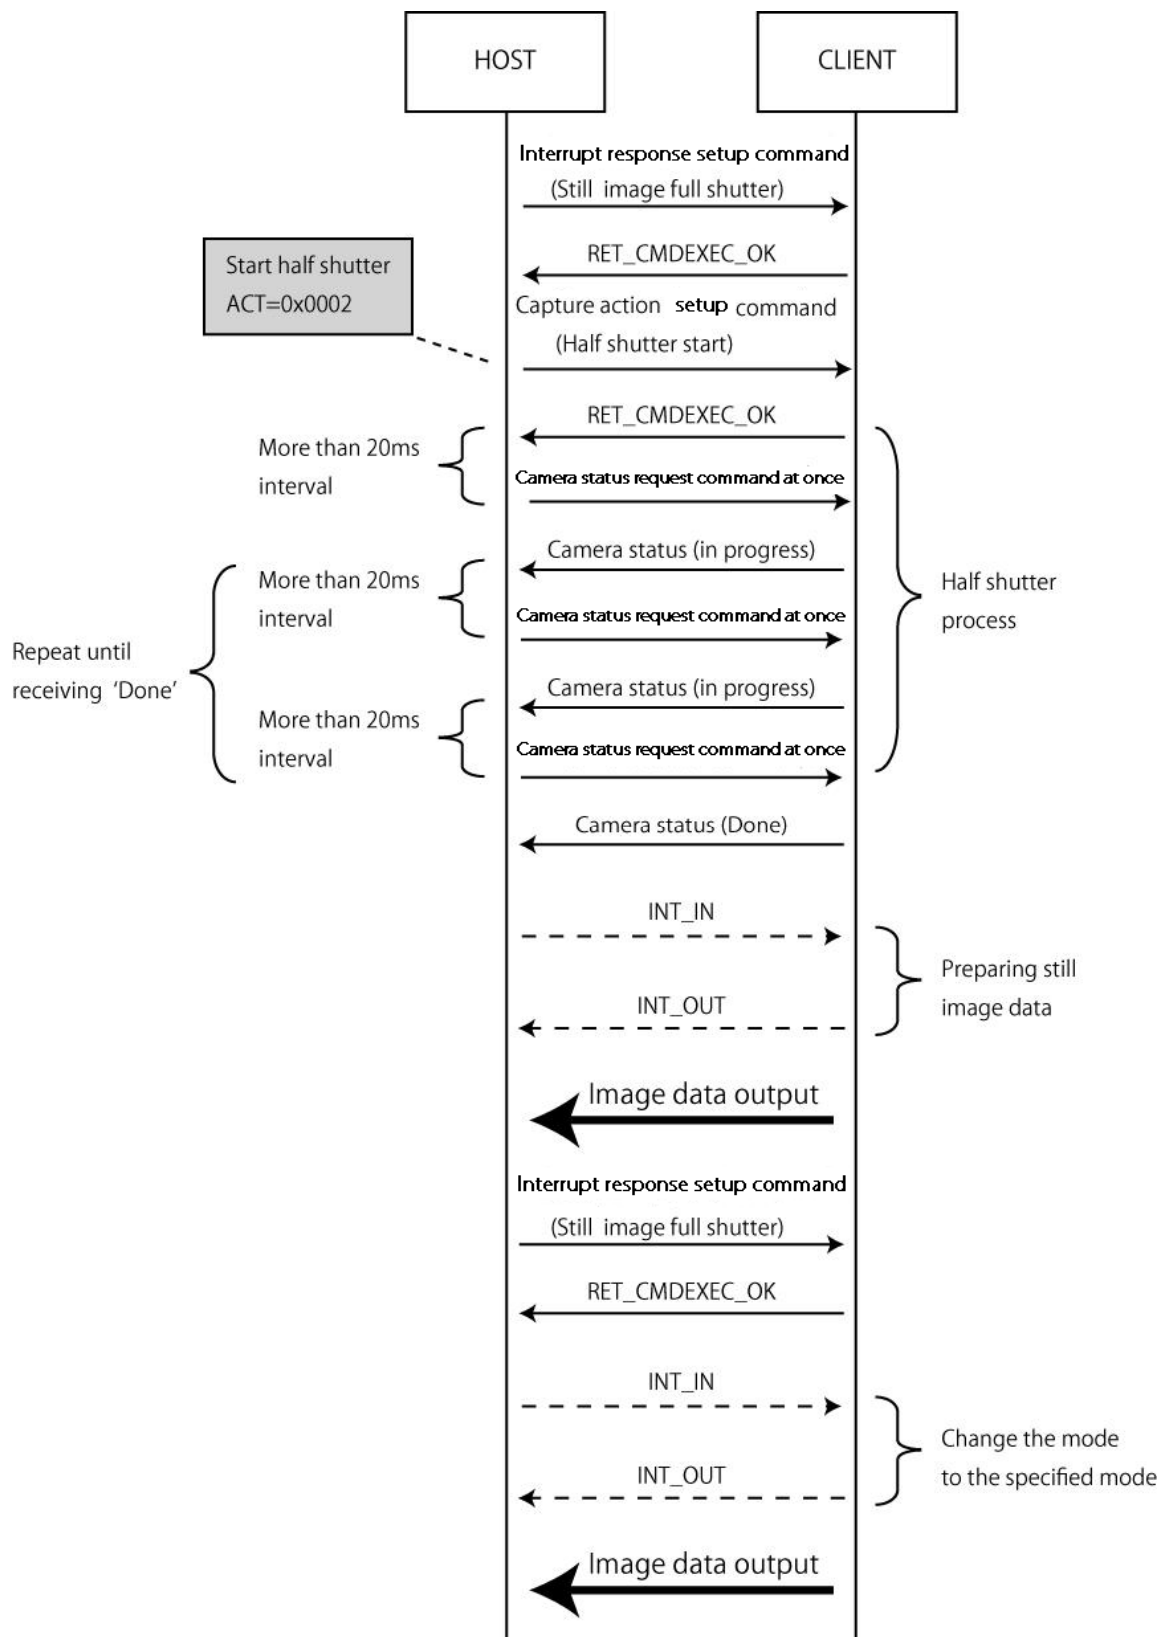 HOST
CLIENT
Interrupt response setup command
(Still image full shutter)
RET_CMDEXEC_OK
Start half shutter
ACT=0x0002
Capture action setup command
(Half shutter start)
RET_CMDEXEC_OK
More than 20ms
interval
Camera status request command at once
Camera status (in progress)
More than 20ms
interval
Camera status request command at once
Half shutter
process
Repeat until
receiving ‘Done’
Camera status (in progress)
More than 20ms
interval
Camera status request command at once
Camera status (Done)
INT_IN
Preparing still
image data
INT_OUT
Image data output
Interrupt response setup command
(Still image full shutter)
RET_CMDEXEC_OK
INT_IN
Change the mode
to the specified mode
INT_OUT
Image data output